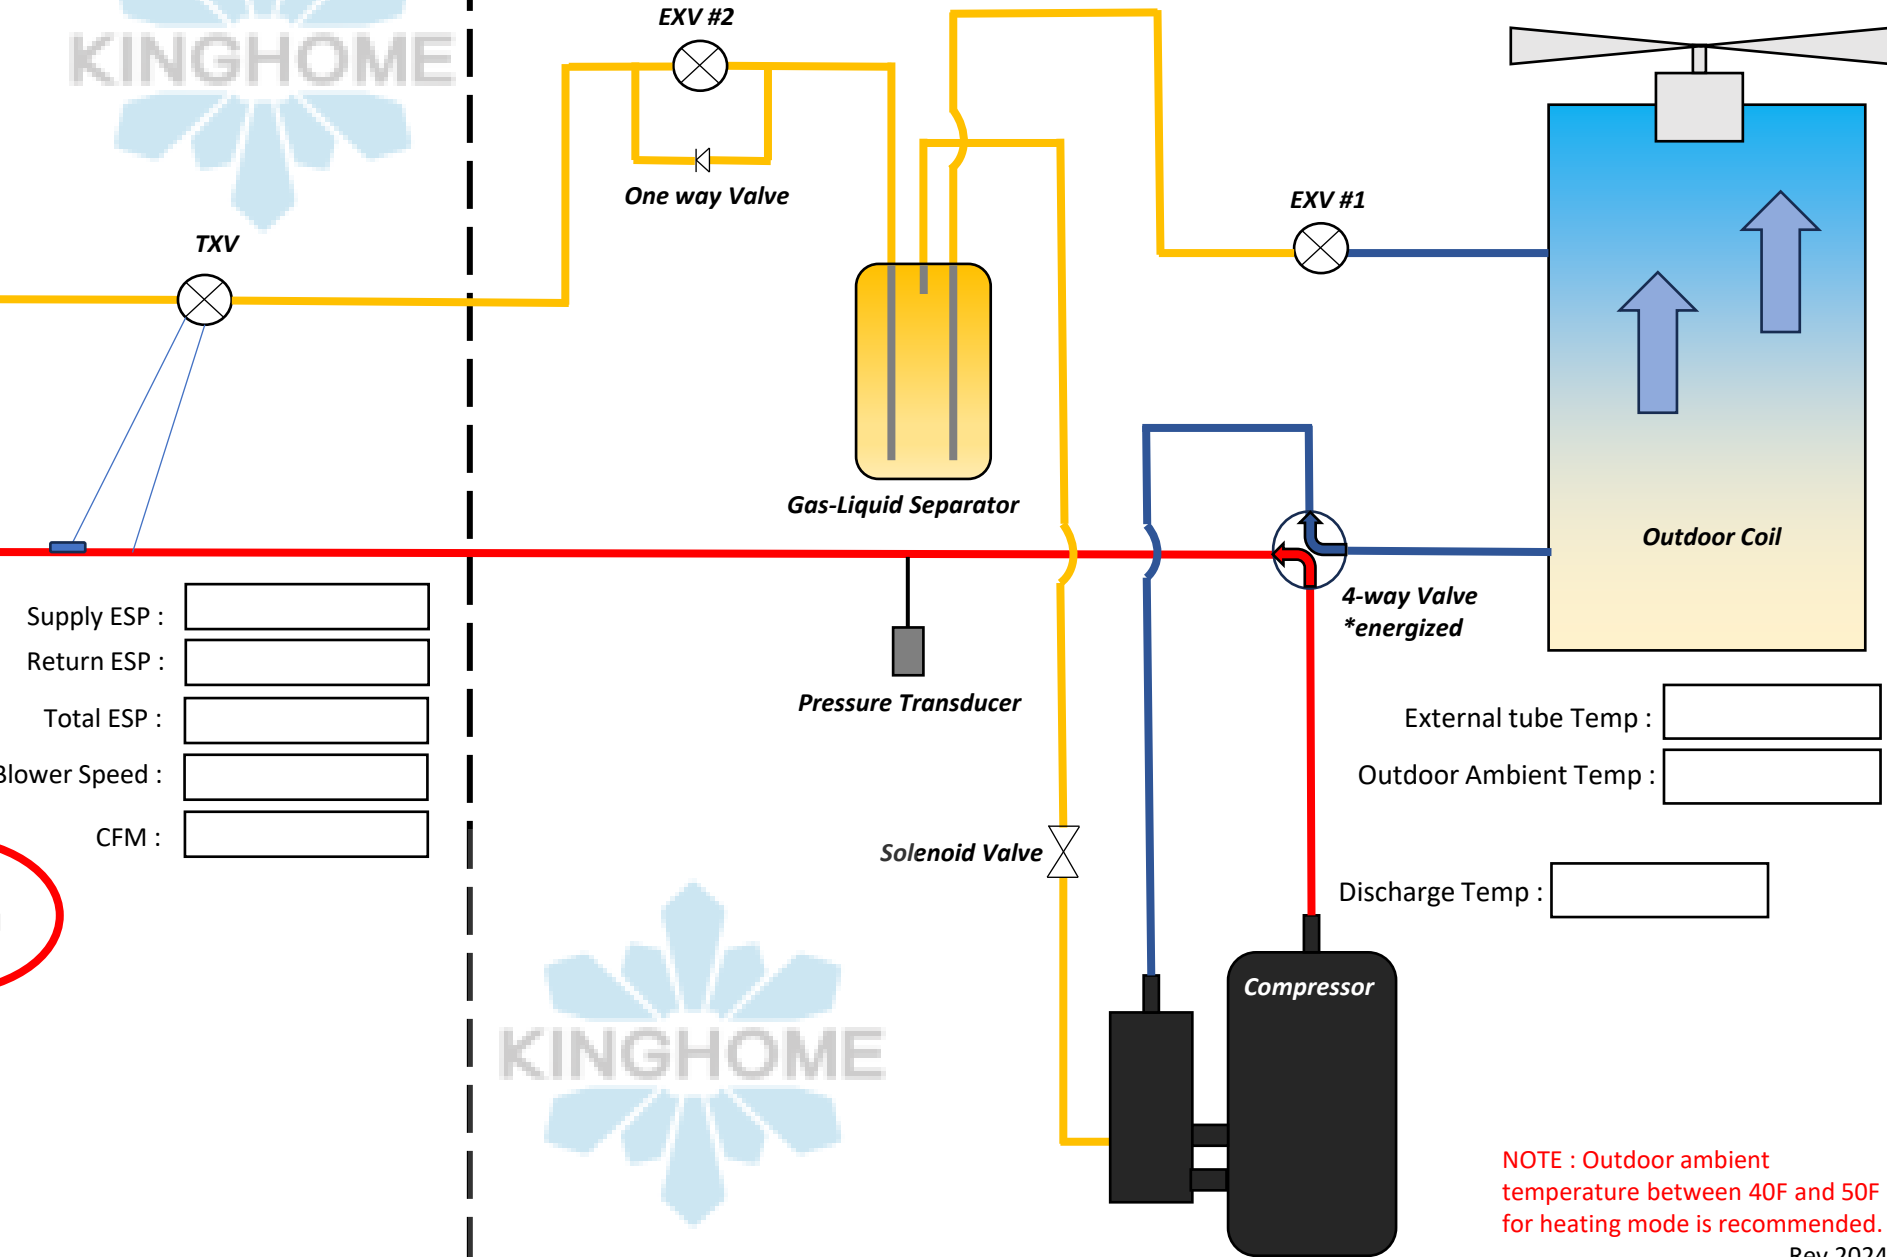 EXV #2
KINGHOME
One way Valve
EXV #1
TXV
Gas-Liquid Separator
Outdoor Coil
4-way Valve
*energized
Supply ESP :
Return ESP :
Total ESP :
Blower Speed :
CFM :
Pressure Transducer
External tube Temp :
Outdoor Ambient Temp :
Solenoid Valve
Discharge Temp :
Compressor
KINGHOME
NOTE : Outdoor ambient
temperature between 40F and 50F
for heating mode is recommended.
Rev 2024